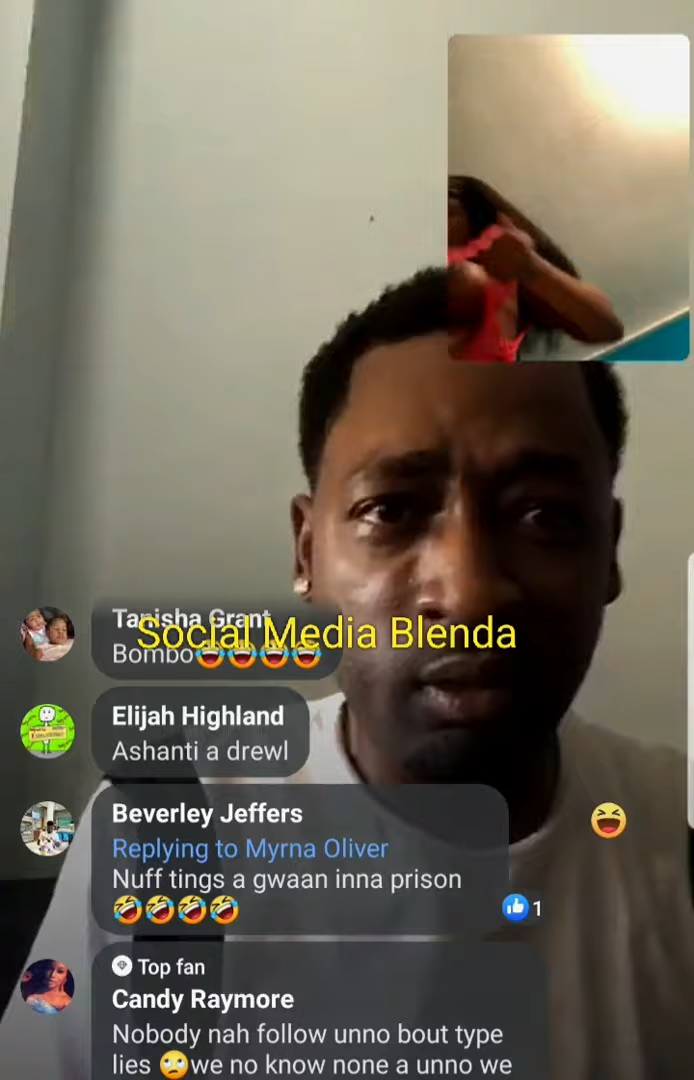 Tanisha Grant
Social Media Blenda
Bombo😂😂😂😂
Elijah Highland
Ashanti a drewl
Beverley Jeffers
Replying to Myrna Oliver
Nuff tings a gwaan inna prison
🤣🤣🤣🤣
1
Top fan
Candy Raymore
Nobody nah follow unno bout type
lies 🙄we no know none a unno we